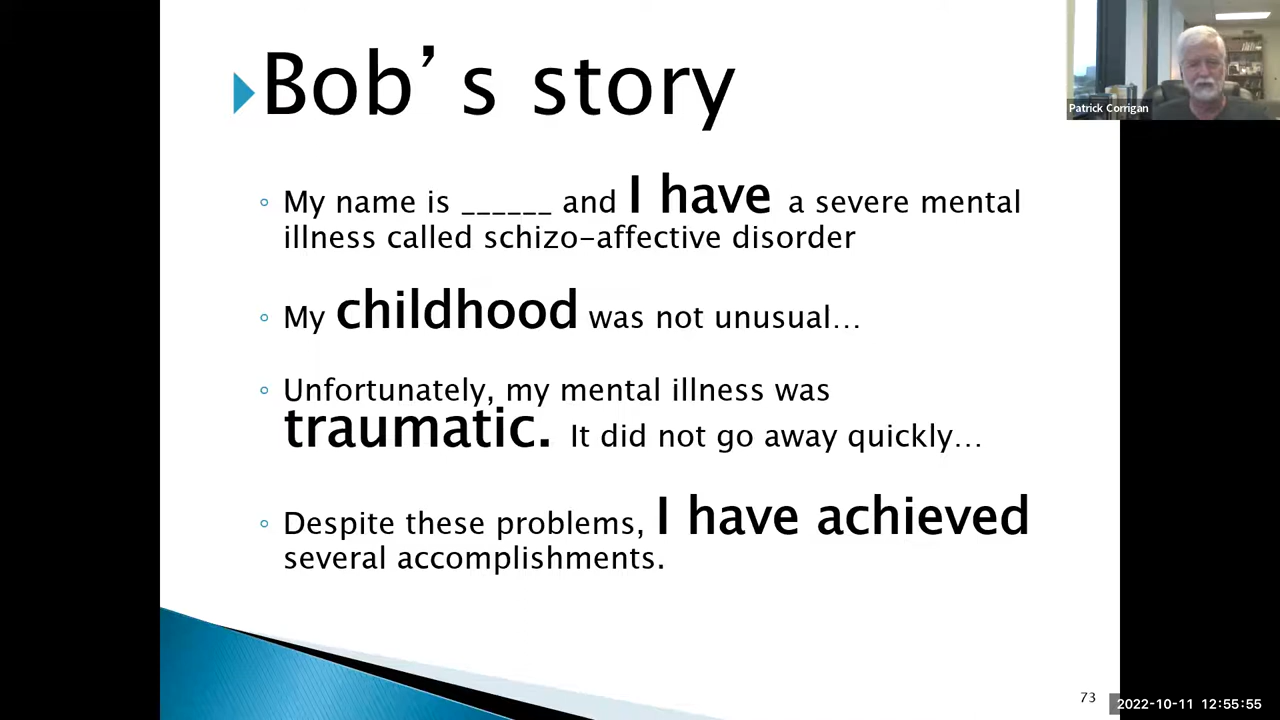 Bob's story
Patrick Corrigan
◦ My name is ______ and I have a severe mental
illness called schizo-affective disorder
◦ My childhood was not unusual…
◦ Unfortunately, my mental illness was
traumatic. It did not go away quickly…
◦ Despite these problems, I have achieved
several accomplishments.
73
2022-10-11 12:55:55